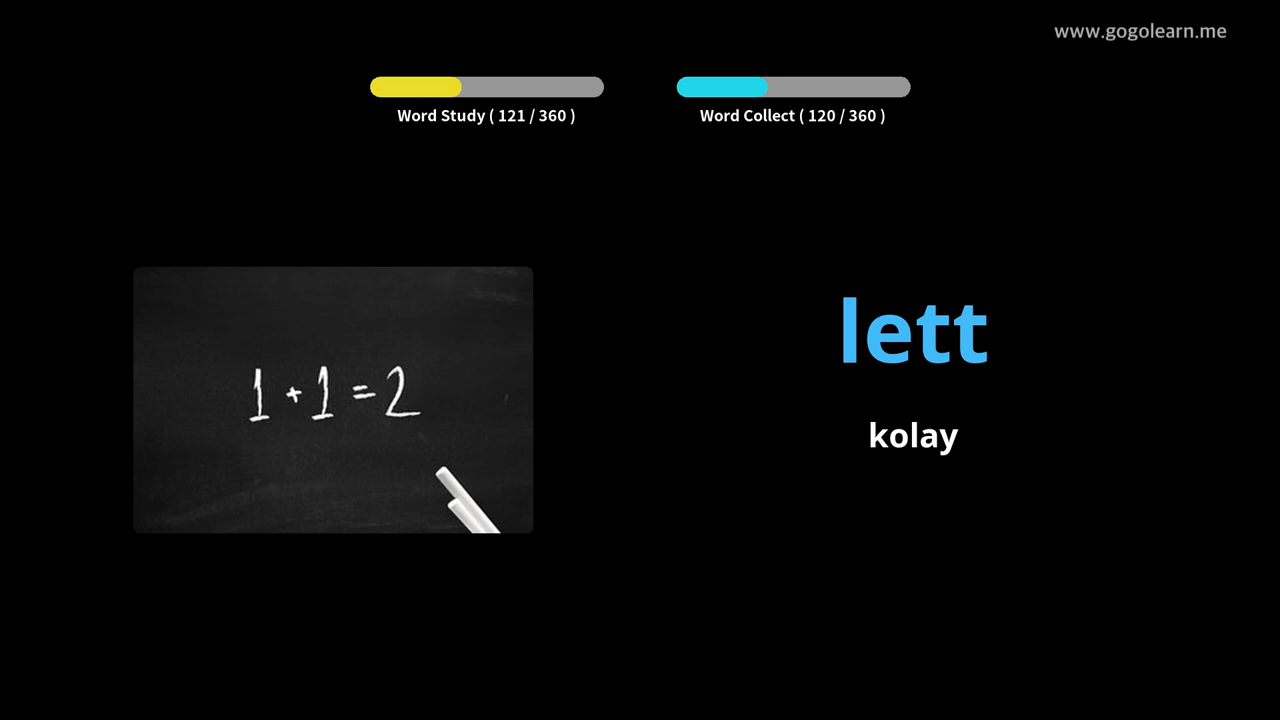 www.gogolearn.me
Word Study ( 121 / 360 )
Word Collect ( 120 / 360 )
1 + 1 = 2
lett
kolay